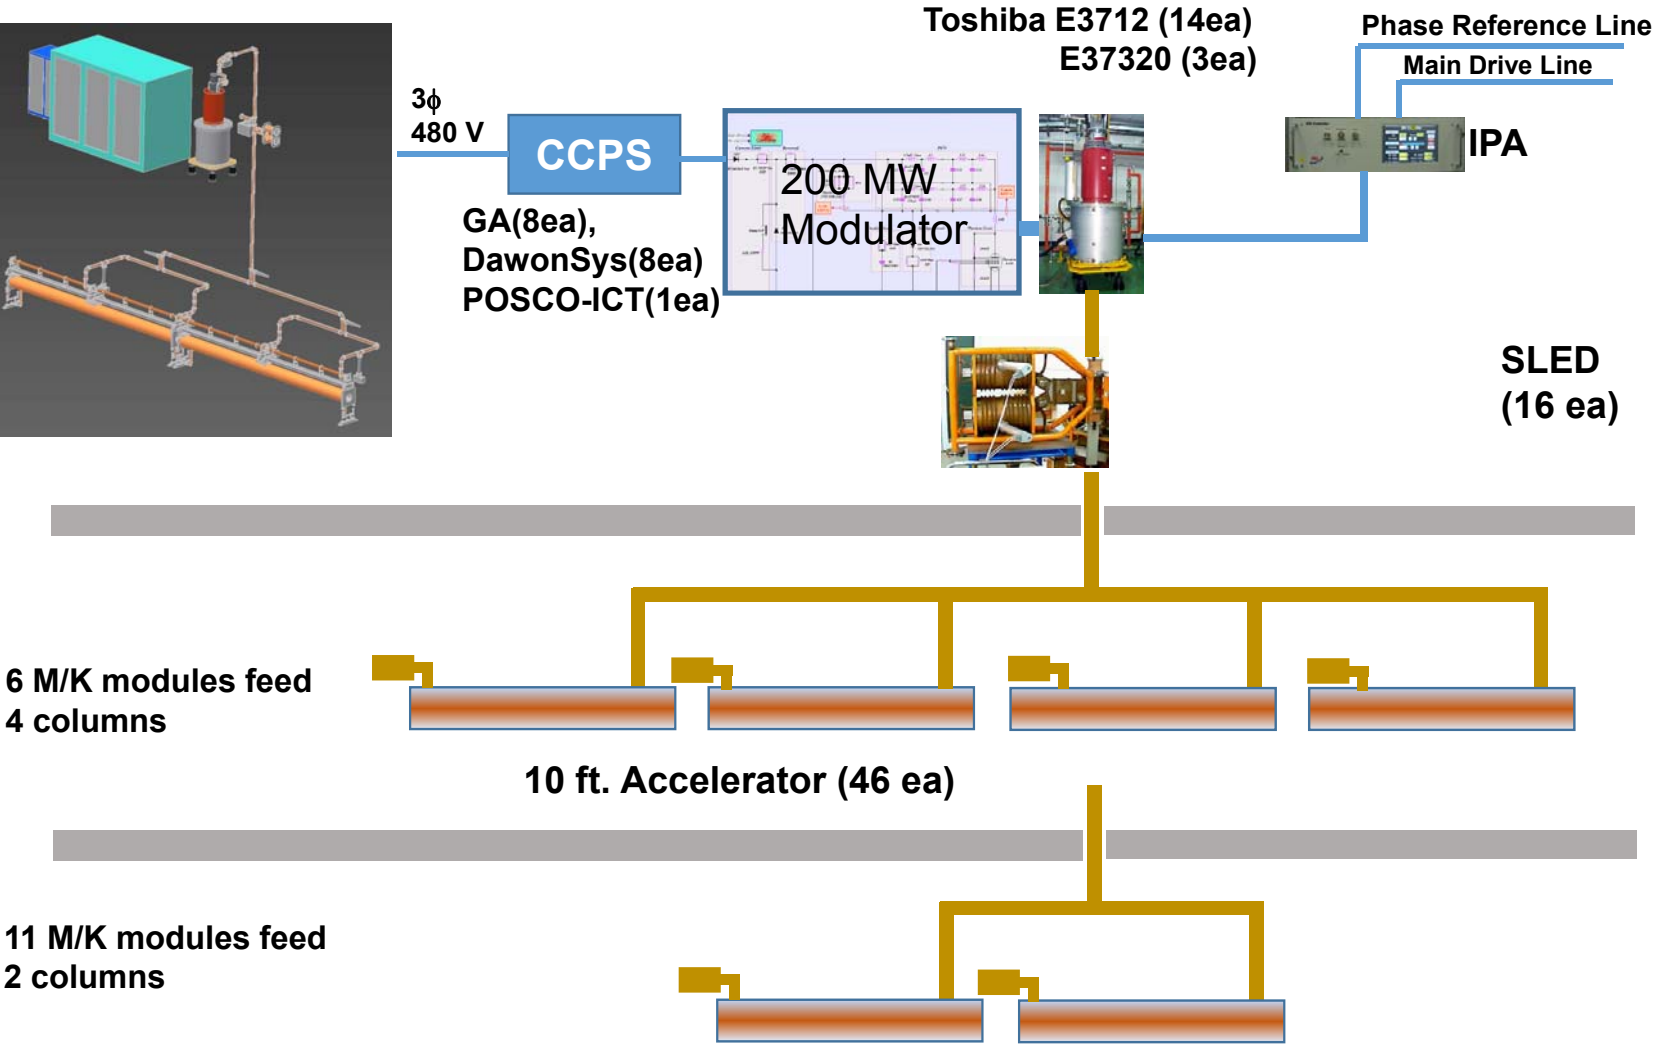 Toshiba E3712 (14ea)
E37320 (3ea)
Phase Reference Line
Main Drive Line
3ϕ
480 V
CCPS
200 MW
Modulator
IPA
GA(8ea),
DawonSys(8ea)
POSCO-ICT(1ea)
SLED
(16 ea)
6 M/K modules feed
4 columns
10 ft. Accelerator (46 ea)
11 M/K modules feed
2 columns